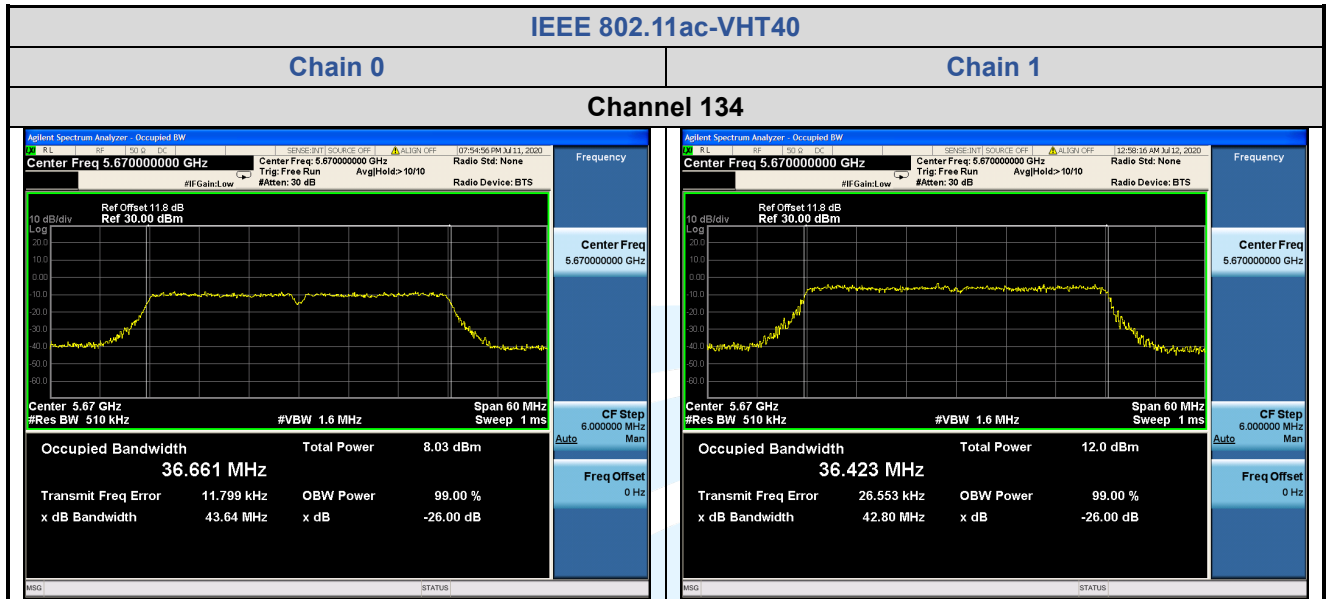 IEEE 802.11ac-VHT40
Chain 0 Chain 1
Channel 134
Agilent Spectrum Analyzer - Occupied BW
RL RF 50 Ω DC SENSE:INT SOURCE OFF ALIGN OFF 07:54:56 PM Jul 11, 2020
Center Freq 5.670000000 GHz Center Freq: 5.670000000 GHz Radio Std: None
Trig: Free Run Avg|Hold:> 10/10
#IFGain:Low #Atten: 30 dB Radio Device: BTS
Ref Offset 11.8 dB
10 dB/div Ref 30.00 dBm
Log
20.0
10.0
0.00
-10.0
-20.0
-30.0
-40.0
-50.0
-60.0
Center 5.67 GHz Span 60 MHz
#Res BW 510 kHz #VBW 1.6 MHz Sweep 1 ms
Occupied Bandwidth Total Power 8.03 dBm
36.661 MHz
Transmit Freq Error 11.799 kHz OBW Power 99.00 %
x dB Bandwidth 43.64 MHz x dB -26.00 dB
MSG STATUS
Frequency
Center Freq
5.670000000 GHz
CF Step
6.000000 MHz
Auto Man
Freq Offset
0 Hz
Agilent Spectrum Analyzer - Occupied BW
RL RF 50 Ω DC SENSE:INT SOURCE OFF ALIGN OFF 12:58:16 AM Jul 12, 2020
Center Freq 5.670000000 GHz Center Freq: 5.670000000 GHz Radio Std: None
Trig: Free Run Avg|Hold:> 10/10
#IFGain:Low #Atten: 30 dB Radio Device: BTS
Ref Offset 11.8 dB
10 dB/div Ref 30.00 dBm
Log
20.0
10.0
0.00
-10.0
-20.0
-30.0
-40.0
-50.0
-60.0
Center 5.67 GHz Span 60 MHz
#Res BW 510 kHz #VBW 1.6 MHz Sweep 1 ms
Occupied Bandwidth Total Power 12.0 dBm
36.423 MHz
Transmit Freq Error 26.553 kHz OBW Power 99.00 %
x dB Bandwidth 42.80 MHz x dB -26.00 dB
MSG STATUS
Frequency
Center Freq
5.670000000 GHz
CF Step
6.000000 MHz
Auto Man
Freq Offset
0 Hz